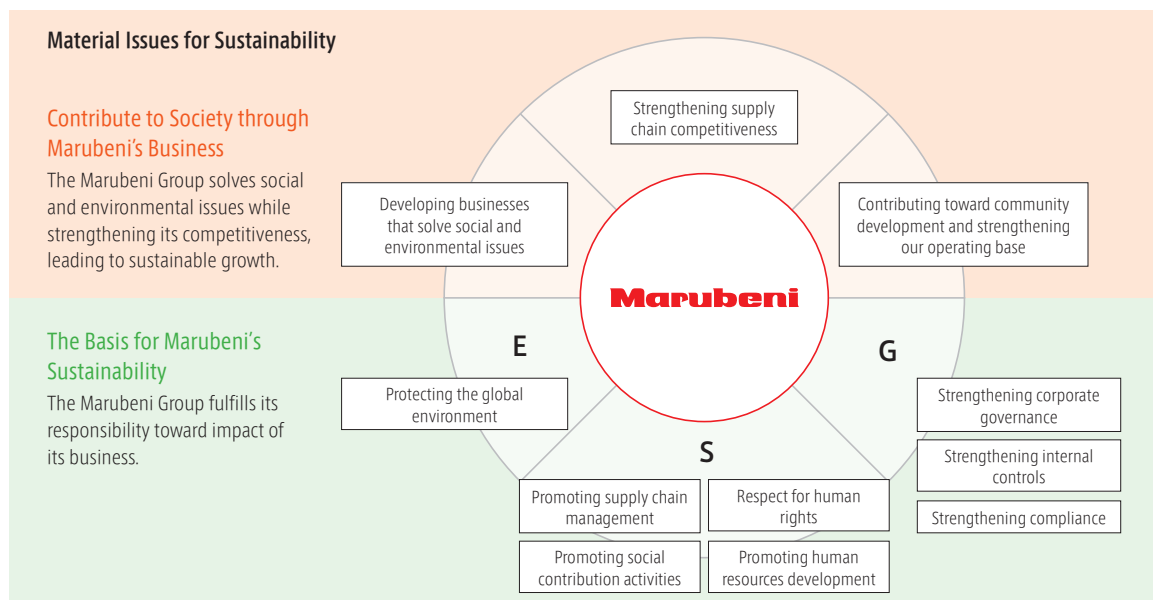 Material Issues for Sustainability
Contribute to Society through
Marubeni's Business
The Marubeni Group solves social
and environmental issues while
strengthening its competitiveness,
leading to sustainable growth.
Strengthening supply
chain competitiveness
Developing businesses
that solve social and
environmental issues
Contributing toward community
development and strengthening
our operating base
Marubeni
The Basis for Marubeni's
Sustainability
The Marubeni Group fulfills its
responsibility toward impact of
its business.
E
Protecting the global
environment
S
Promoting supply chain
management
Respect for human
rights
Promoting social
contribution activities
Promoting human
resources development
G
Strengthening corporate
governance
Strengthening internal
controls
Strengthening compliance